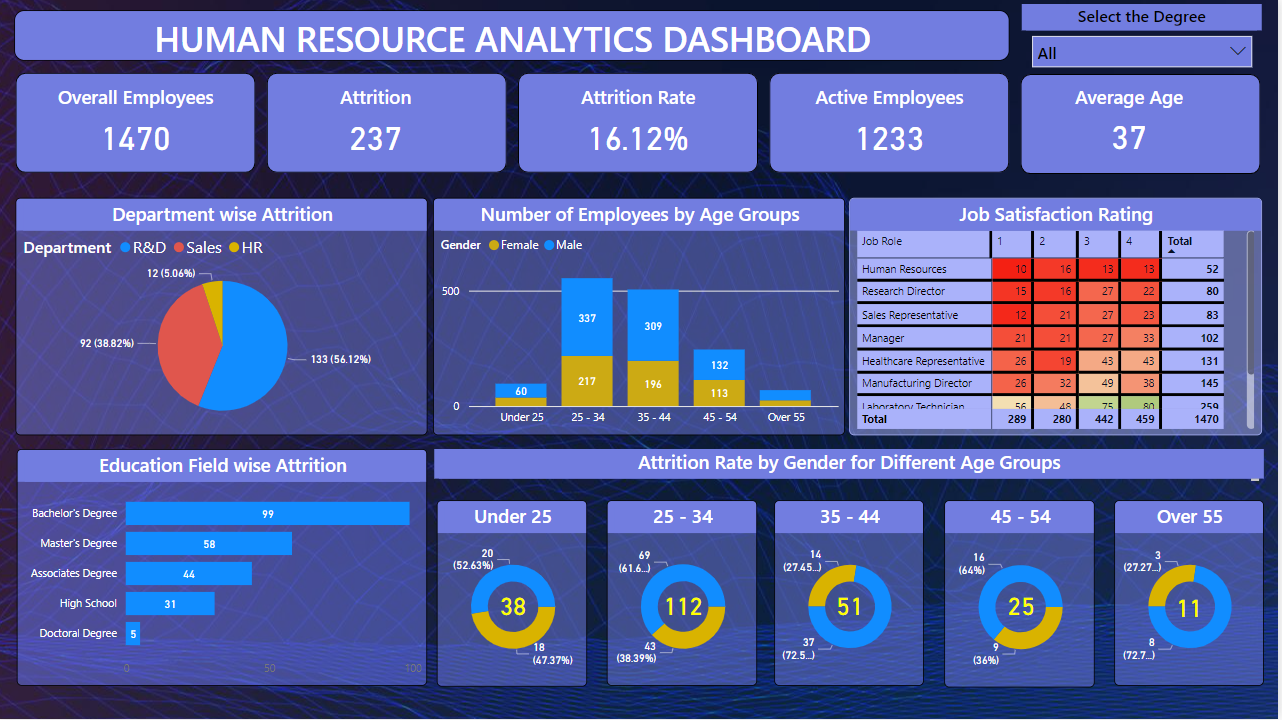 HUMAN RESOURCE ANALYTICS DASHBOARD
Select the Degree
All
Overall Employees
1470
Attrition
237
Attrition Rate
16.12%
Active Employees
1233
Average Age
37
Department wise Attrition
Department R&D Sales HR
12 (5.06%)
92 (38.82%)
133 (56.12%)
Number of Employees by Age Groups
Gender Female Male
500
0
60
337
217
309
196
132
113
Under 25 25 - 34 35 - 44 45 - 54 Over 55
Job Satisfaction Rating
Job Role 1 2 3 4 Total
Human Resources 10 16 13 13 52
Research Director 15 16 27 22 80
Sales Representative 12 21 27 23 83
Manager 21 21 27 33 102
Healthcare Representative 26 19 43 43 131
Manufacturing Director 26 32 49 38 145
Laboratory Technician 56 48 75 80 259
Total 289 280 442 459 1470
Education Field wise Attrition
Bachelor's Degree 99
Master's Degree 58
Associates Degree 44
High School 31
Doctoral Degree 5
0 50 100
Attrition Rate by Gender for Different Age Groups
Under 25
20
(52.63%)
38
18
(47.37%)
25 - 34
69
(61.6...)
112
43
(38.39%)
35 - 44
14
(27.45...)
51
37
(72.5...)
45 - 54
16
(64%)
25
9
(36%)
Over 55
3
(27.27...)
11
8
(72.7...)